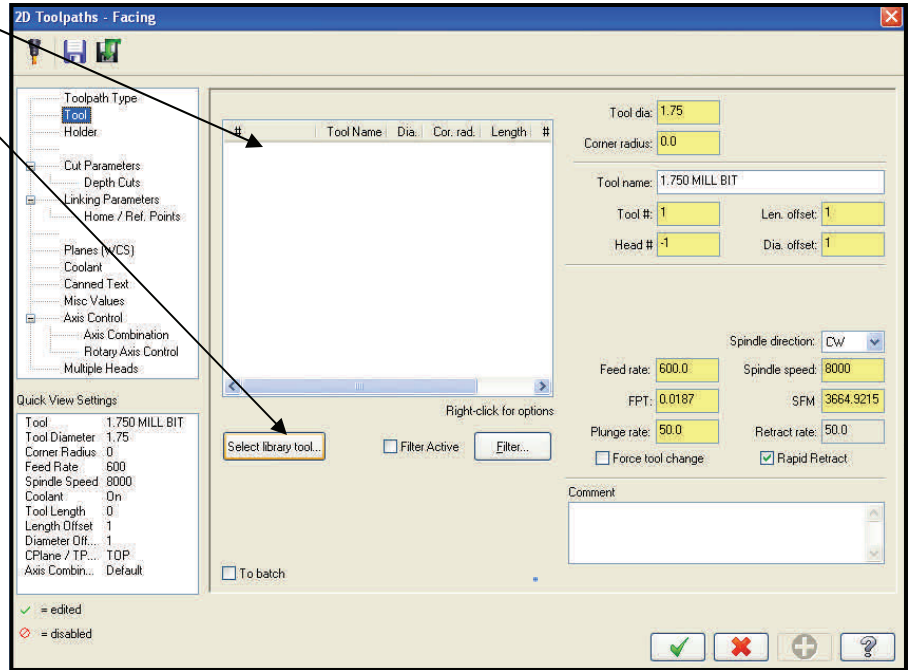 2D Toolpaths - Facing
Toolpath Type
Tool
Holder
Cut Parameters
Depth Cuts
Linking Parameters
Home / Ref. Points
Planes (WCS)
Coolant
Canned Text
Misc Values
Axis Control
Axis Combination
Rotary Axis Control
Multiple Heads
Quick View Settings
Tool 1.750 MILL BIT
Tool Diameter 1.75
Corner Radius 0
Feed Rate 600
Spindle Speed 8000
Coolant On
Tool Length 0
Length Offset 1
Diameter Off... 1
CPlane / TP... TOP
Axis Combin... Default
= edited
= disabled
# Tool Name Dia. Cor. rad. Length #
Right-click for options
Select library tool... Filter Active Filter...
To batch
Tool dia: 1.75
Corner radius: 0.0
Tool name: 1.750 MILL BIT
Tool #: 1 Len. offset: 1
Head # -1 Dia. offset: 1
Spindle direction: CW
Feed rate: 600.0 Spindle speed: 8000
FPT: 0.0187 SFM 3664.9215
Plunge rate: 50.0 Retract rate: 50.0
Force tool change Rapid Retract
Comment